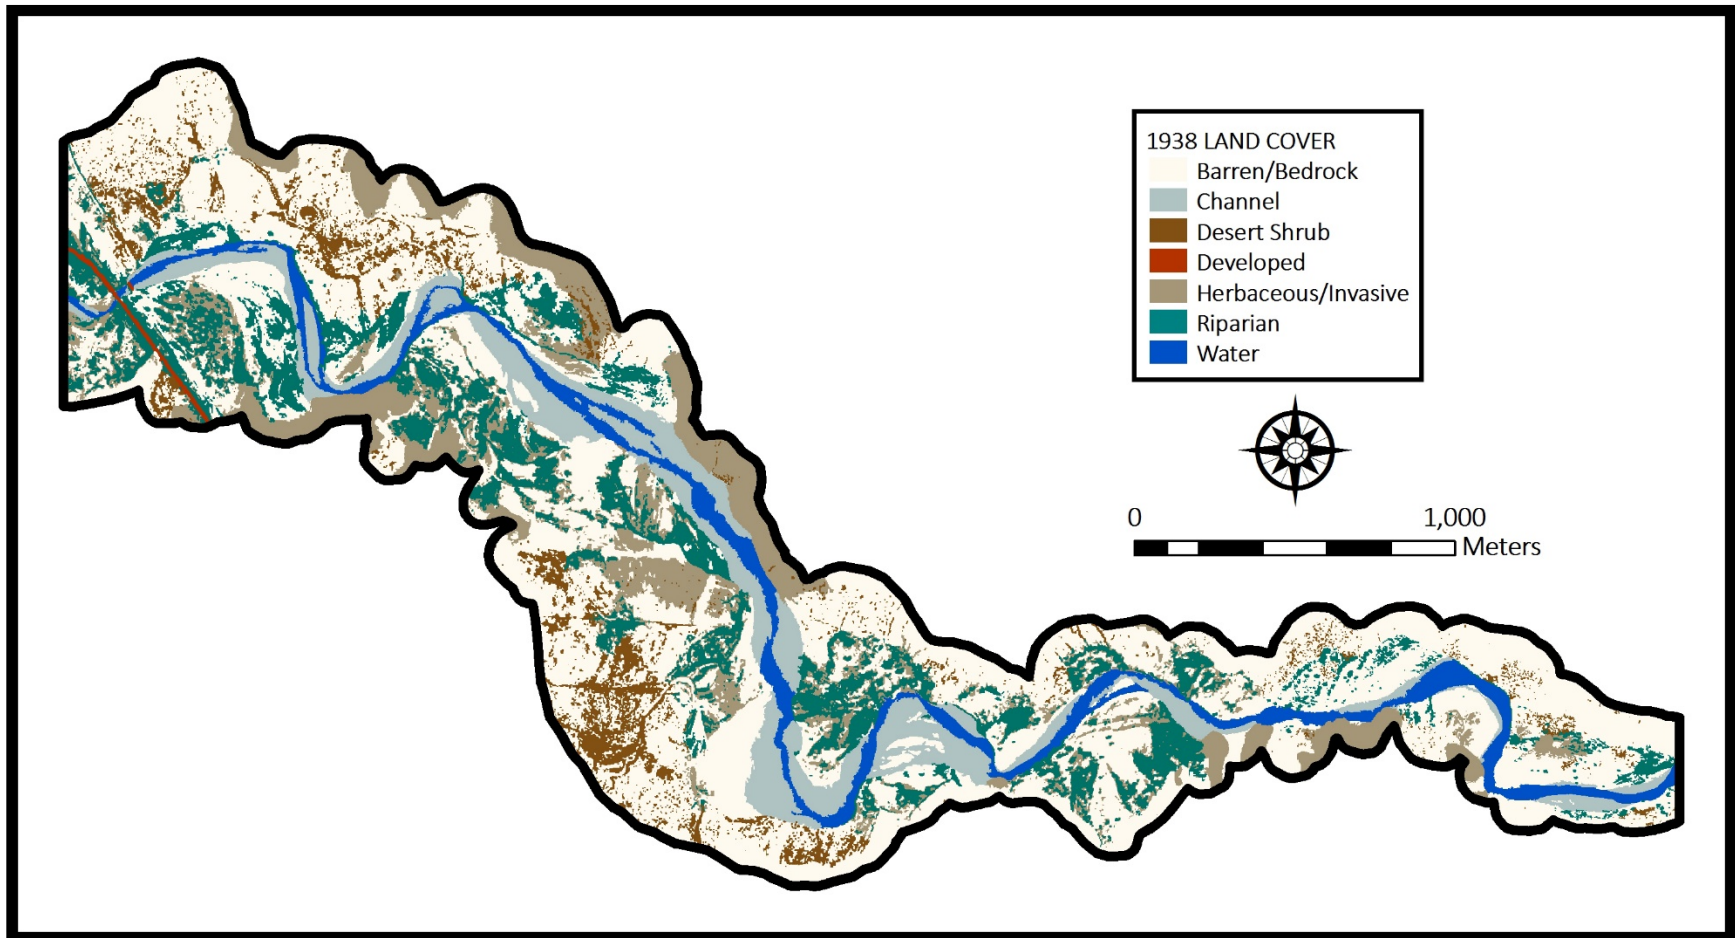 1938 LAND COVER
Barren/Bedrock
Channel
Desert Shrub
Developed
Herbaceous/Invasive
Riparian
Water
0 1,000
Meters